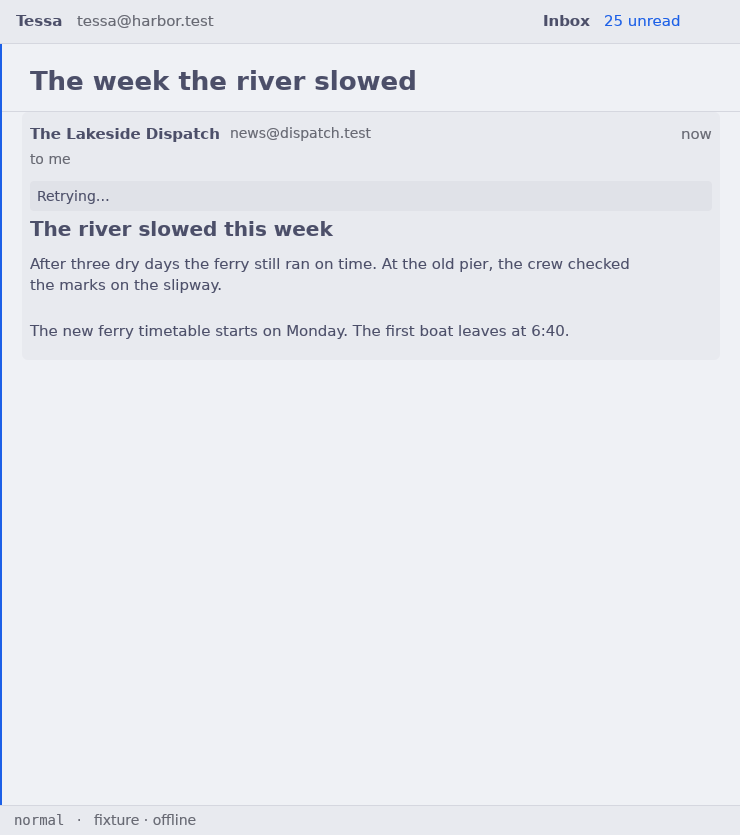 Tessa tessa@harbor.test Inbox 25 unread
The week the river slowed
The Lakeside Dispatch news@dispatch.test now
to me
Retrying…
The river slowed this week
After three dry days the ferry still ran on time. At the old pier, the crew checked
the marks on the slipway.
The new ferry timetable starts on Monday. The first boat leaves at 6:40.
normal · fixture · offline